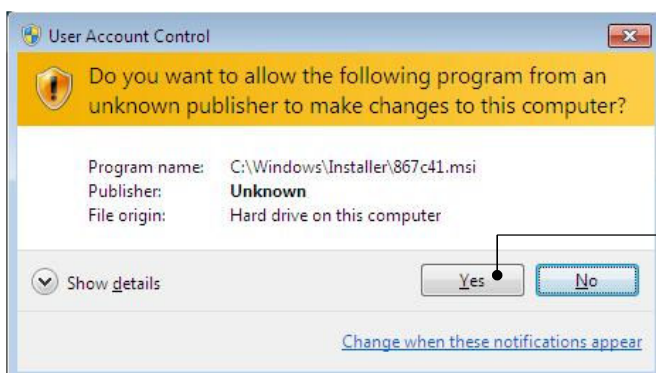 User Account Control
Do you want to allow the following program from an
unknown publisher to make changes to this computer?
Program name: C:\Windows\Installer\867c41.msi
Publisher: Unknown
File origin: Hard drive on this computer
Show details Yes No
Change when these notifications appear